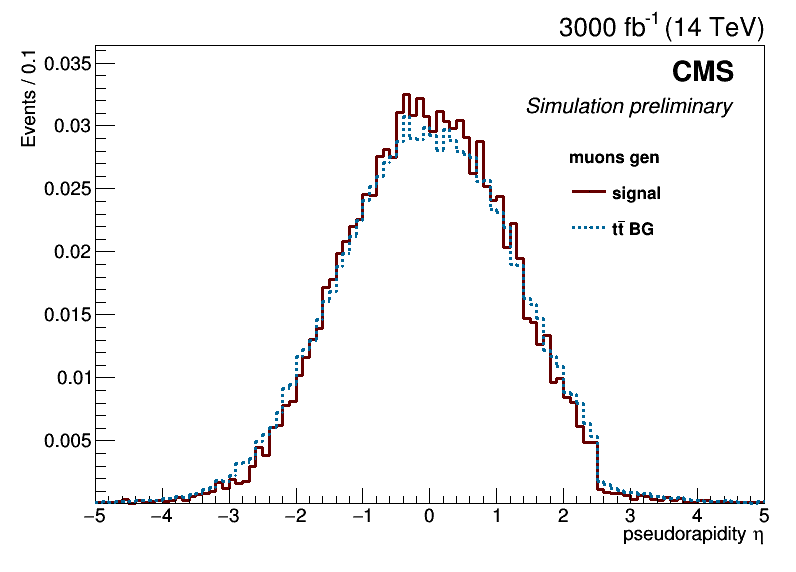 3000 fb⁻¹ (14 TeV)
Events / 0.1
0.035
0.03
0.025
0.02
0.015
0.01
0.005
CMS
Simulation preliminary
muons gen
signal
tt̄ BG
−5 −4 −3 −2 −1 0 1 2 3 4 5
pseudorapidity η